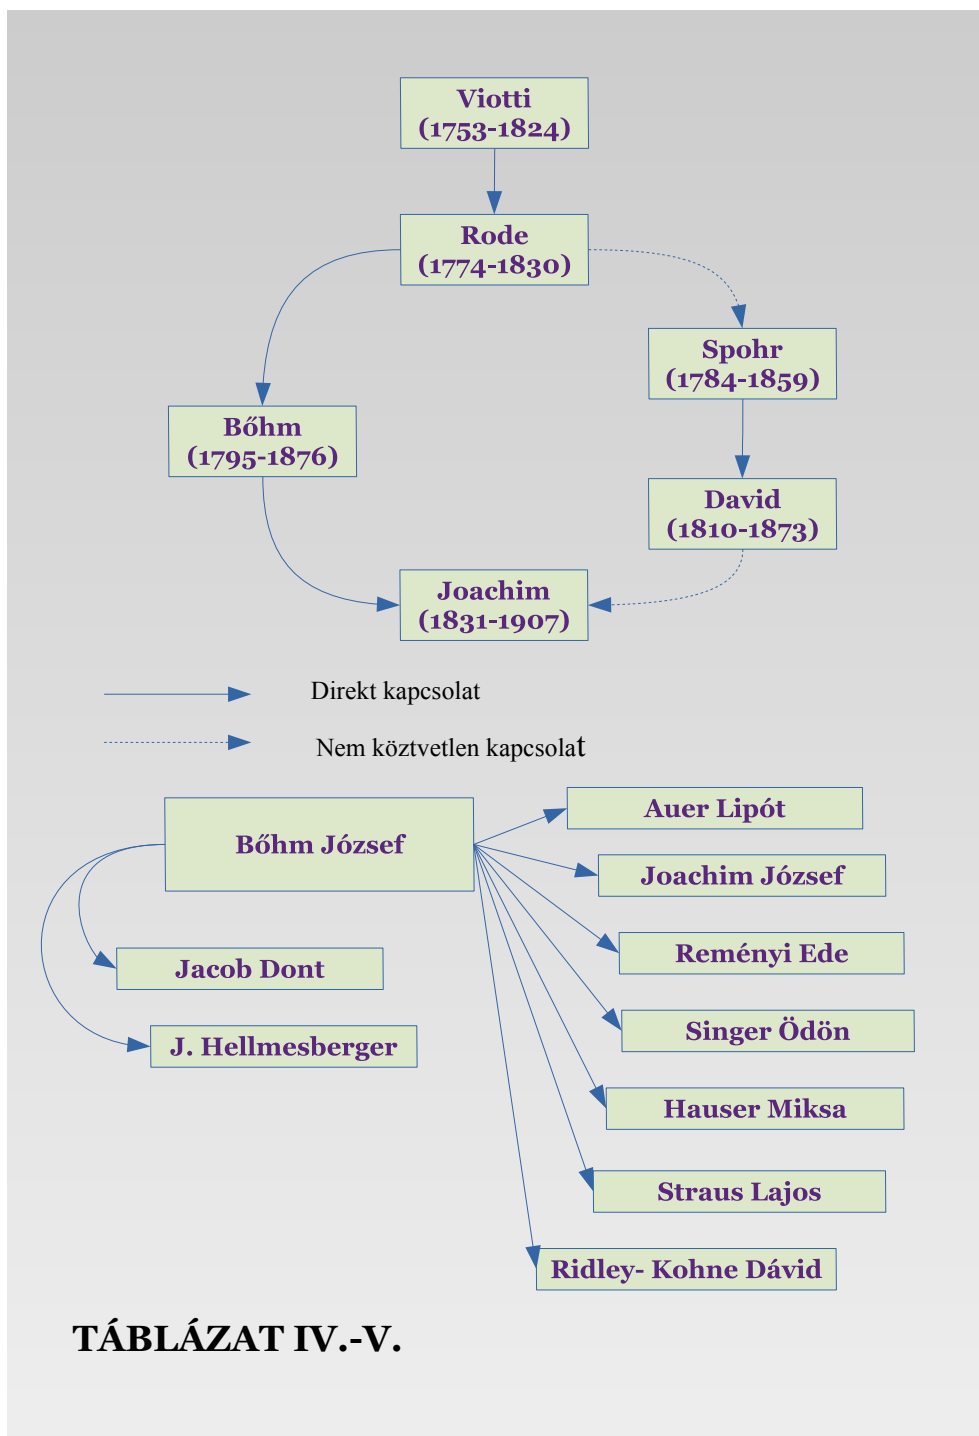 Viotti
(1753-1824)
Rode
(1774-1830)
Spohr
(1784-1859)
Bőhm
(1795-1876)
David
(1810-1873)
Joachim
(1831-1907)
Direkt kapcsolat
Nem köztvetlen kapcsolat
Bőhm József
Auer Lipót
Joachim József
Reményi Ede
Jacob Dont
Singer Ödön
J. Hellmesberger
Hauser Miksa
Straus Lajos
Ridley- Kohne Dávid
TÁBLÁZAT IV.-V.